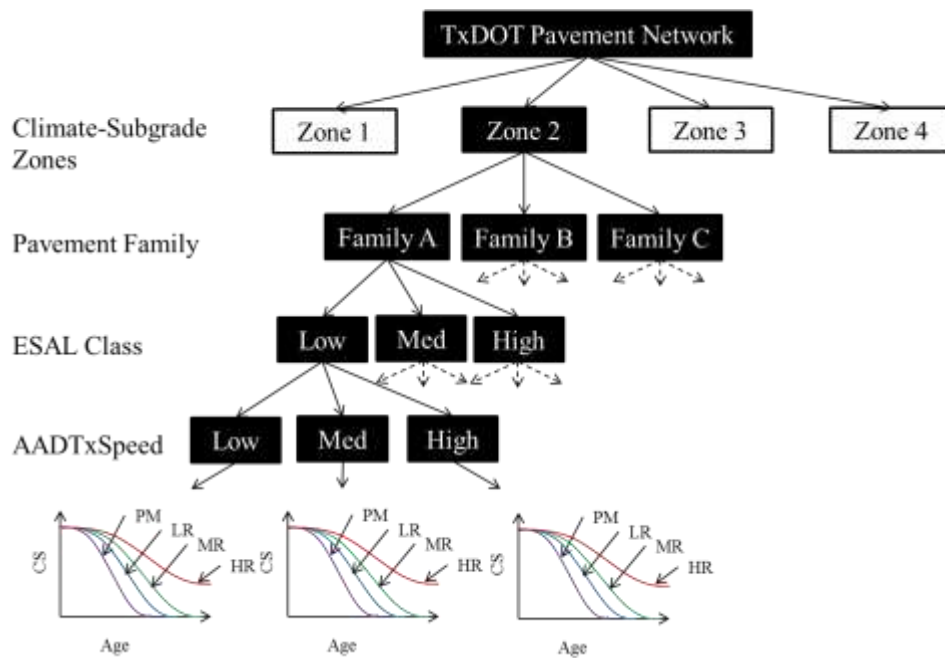 TxDOT Pavement Network
Climate-Subgrade
Zones
Zone 1
Zone 2
Zone 3
Zone 4
Pavement Family
Family A
Family B
Family C
ESAL Class
Low
Med
High
AADTxSpeed
Low
Med
High
CS
PM
LR
MR
HR
Age
CS
PM
LR
MR
HR
Age
CS
PM
LR
MR
HR
Age